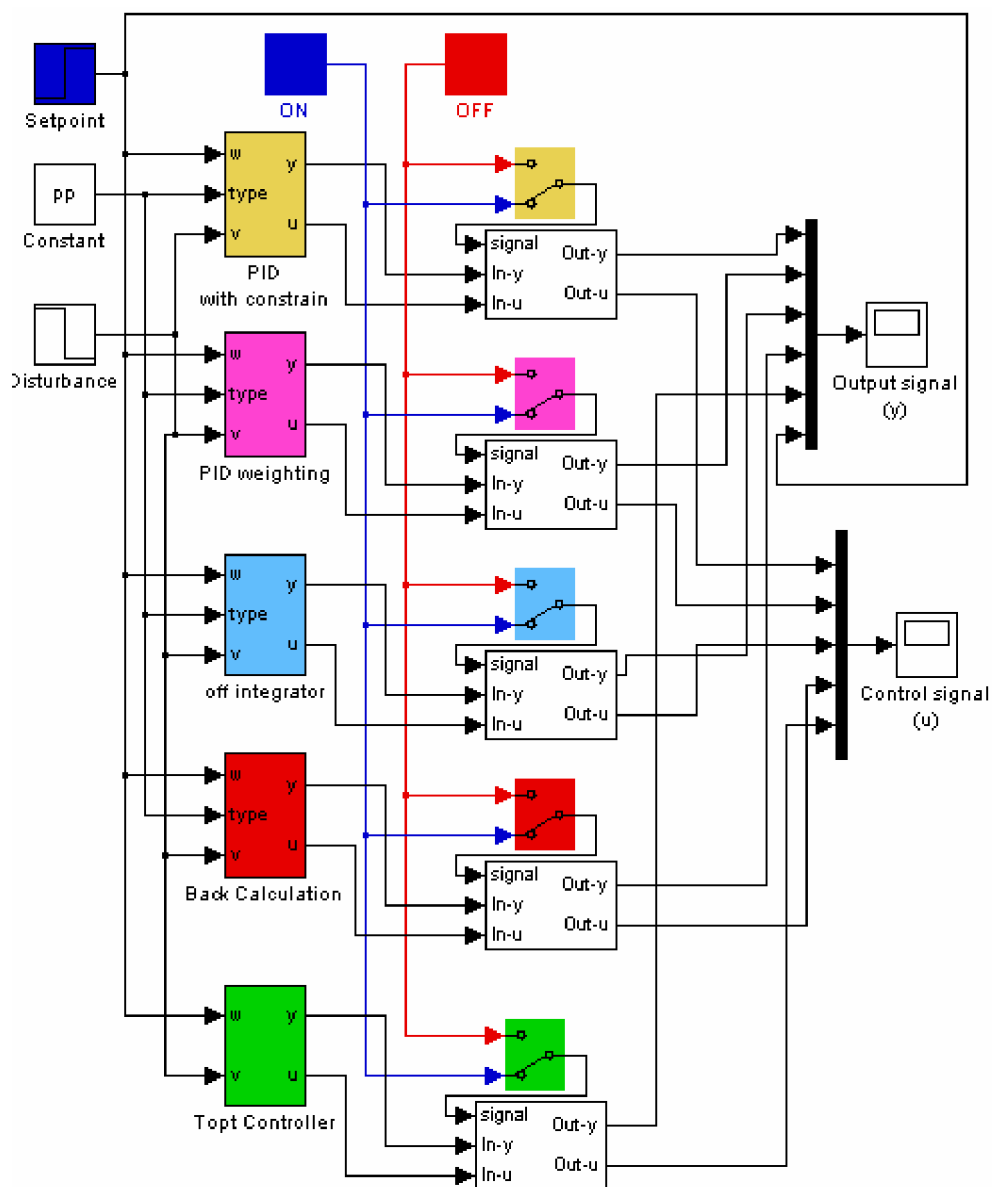 ON
OFF
Setpoint
pp
Constant
w
type
v
y
u
PID
with constrain
signal
In-y
In-u
Out-y
Out-u
Disturbance
w
type
v
y
u
PID weighting
signal
In-y
In-u
Out-y
Out-u
Output signal
(y)
w
type
v
y
u
off integrator
signal
In-y
In-u
Out-y
Out-u
Control signal
(u)
w
type
v
y
u
Back Calculation
signal
In-y
In-u
Out-y
Out-u
w
v
y
u
Topt Controller
signal
In-y
In-u
Out-y
Out-u